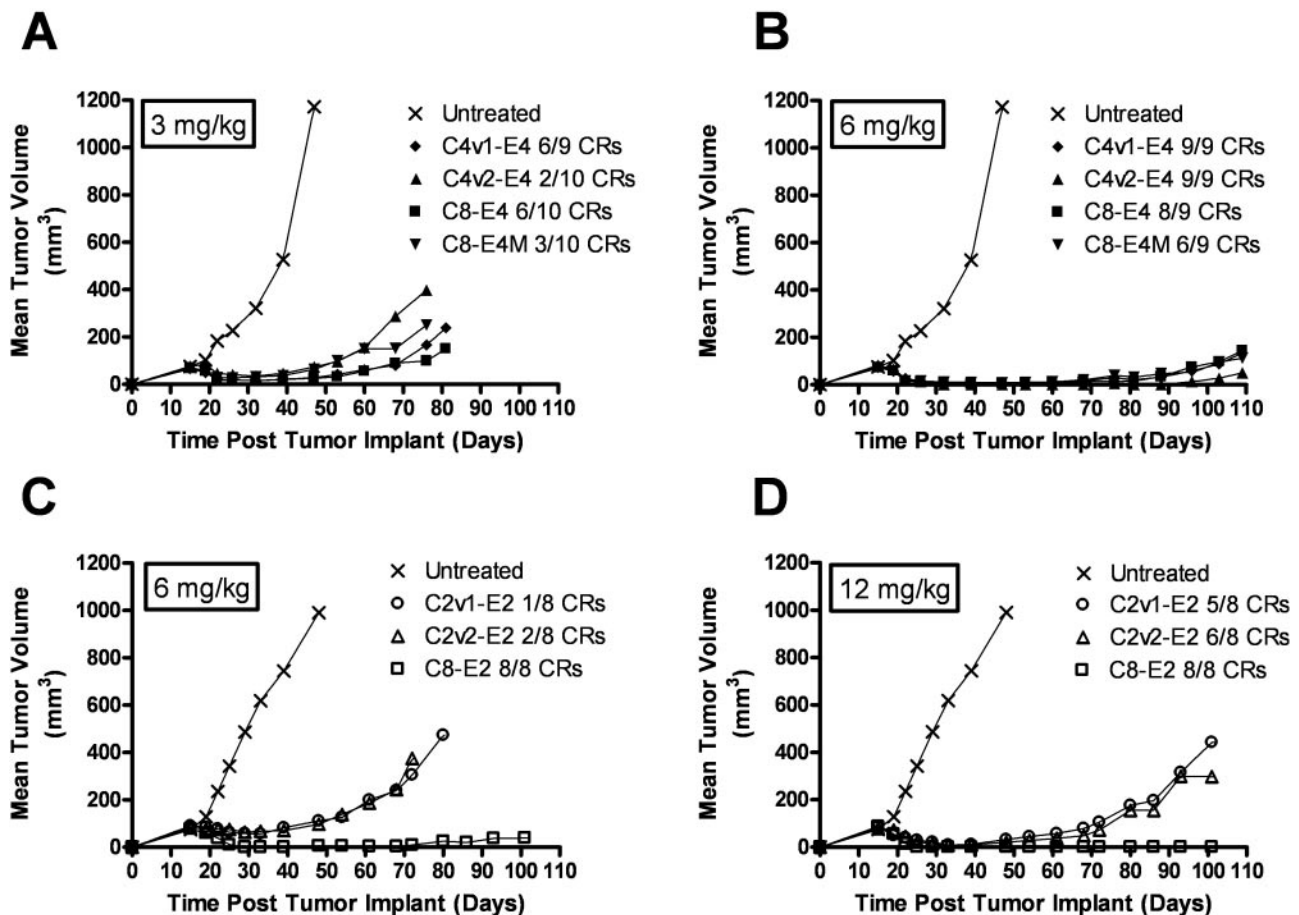 A
3 mg/kg
Untreated
C4v1-E4 6/9 CRs
C4v2-E4 2/10 CRs
C8-E4 6/10 CRs
C8-E4M 3/10 CRs
Mean Tumor Volume
(mm³)
1200
1000
800
600
400
200
0
0 10 20 30 40 50 60 70 80 90 100 110
Time Post Tumor Implant (Days)
B
6 mg/kg
Untreated
C4v1-E4 9/9 CRs
C4v2-E4 9/9 CRs
C8-E4 8/9 CRs
C8-E4M 6/9 CRs
Mean Tumor Volume
(mm³)
1200
1000
800
600
400
200
0
0 10 20 30 40 50 60 70 80 90 100 110
Time Post Tumor Implant (Days)
C
6 mg/kg
Untreated
C2v1-E2 1/8 CRs
C2v2-E2 2/8 CRs
C8-E2 8/8 CRs
Mean Tumor Volume
(mm³)
1200
1000
800
600
400
200
0
0 10 20 30 40 50 60 70 80 90 100 110
Time Post Tumor Implant (Days)
D
12 mg/kg
Untreated
C2v1-E2 5/8 CRs
C2v2-E2 6/8 CRs
C8-E2 8/8 CRs
Mean Tumor Volume
(mm³)
1200
1000
800
600
400
200
0
0 10 20 30 40 50 60 70 80 90 100 110
Time Post Tumor Implant (Days)